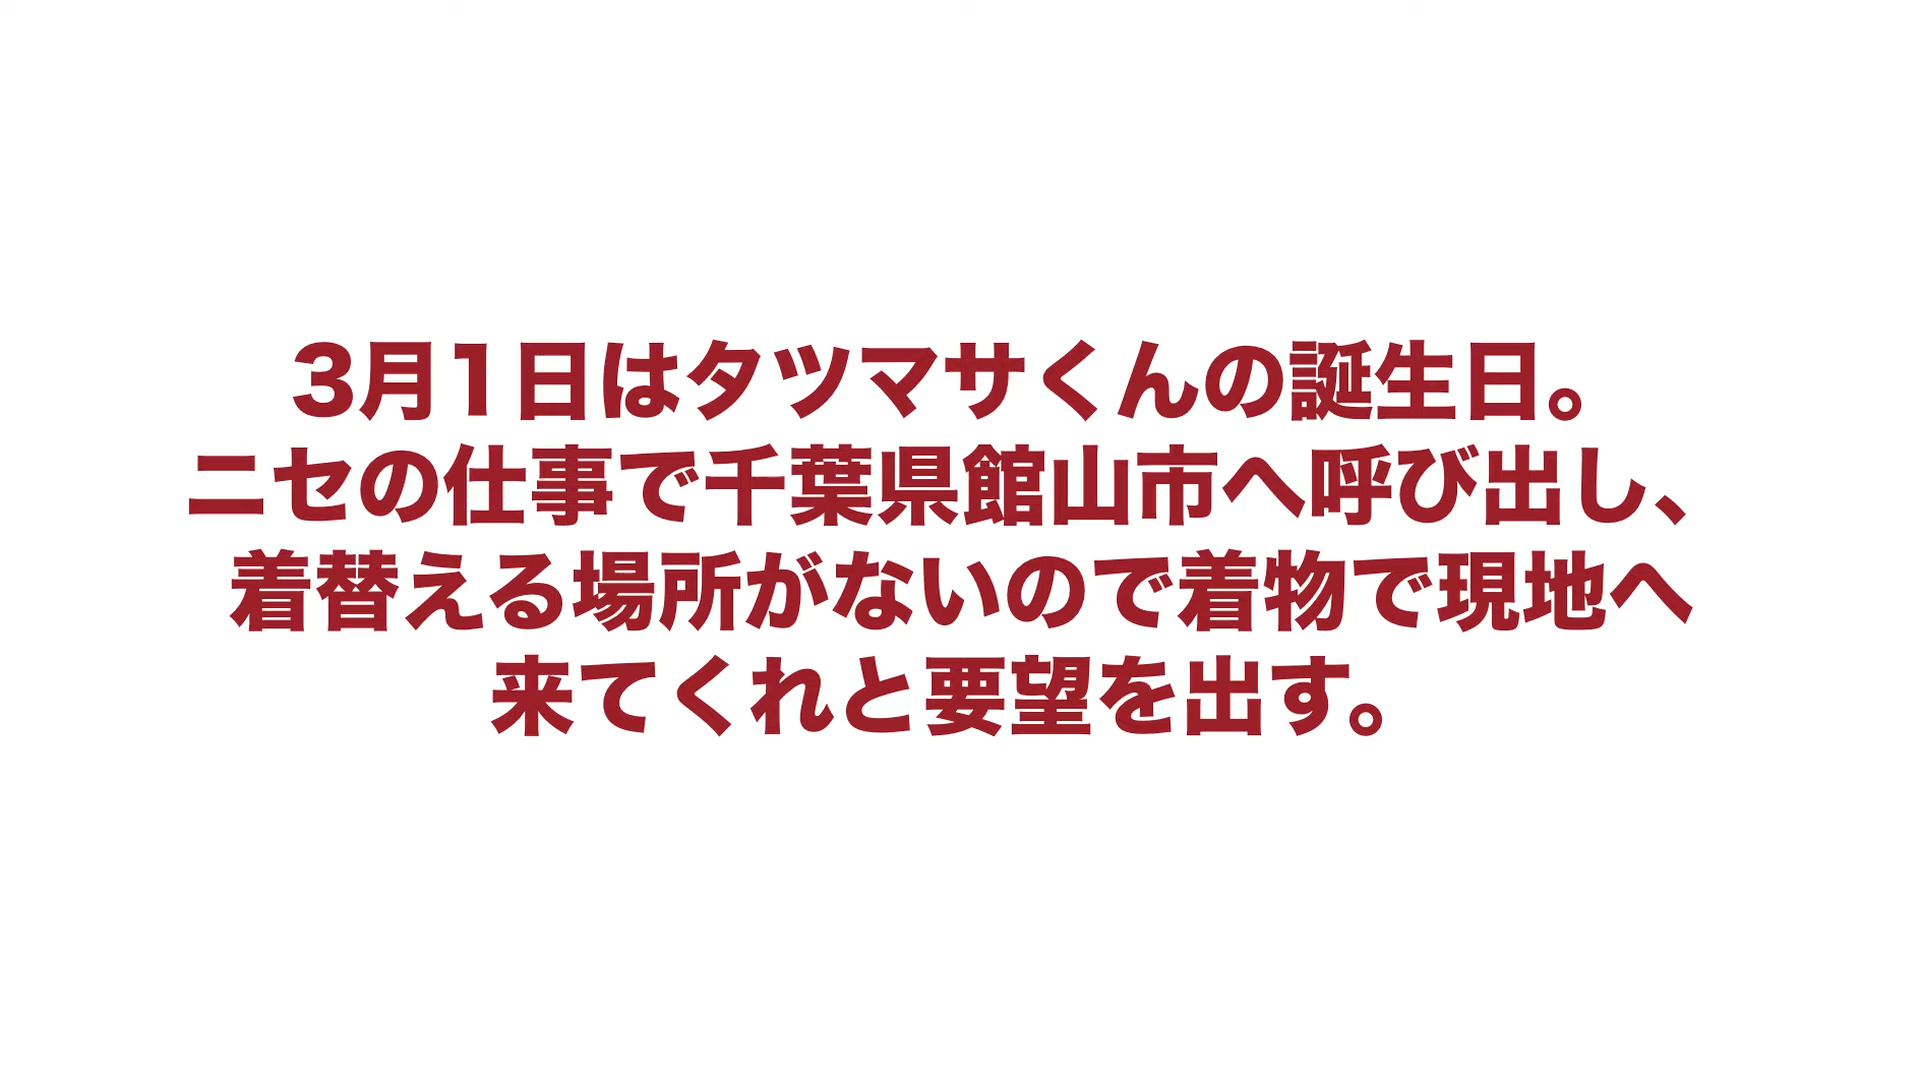 3月1日はタツマサくんの誕生日。
ニセの仕事で千葉県館山市へ呼び出し、
着替える場所がないので着物で現地へ
来てくれと要望を出す。